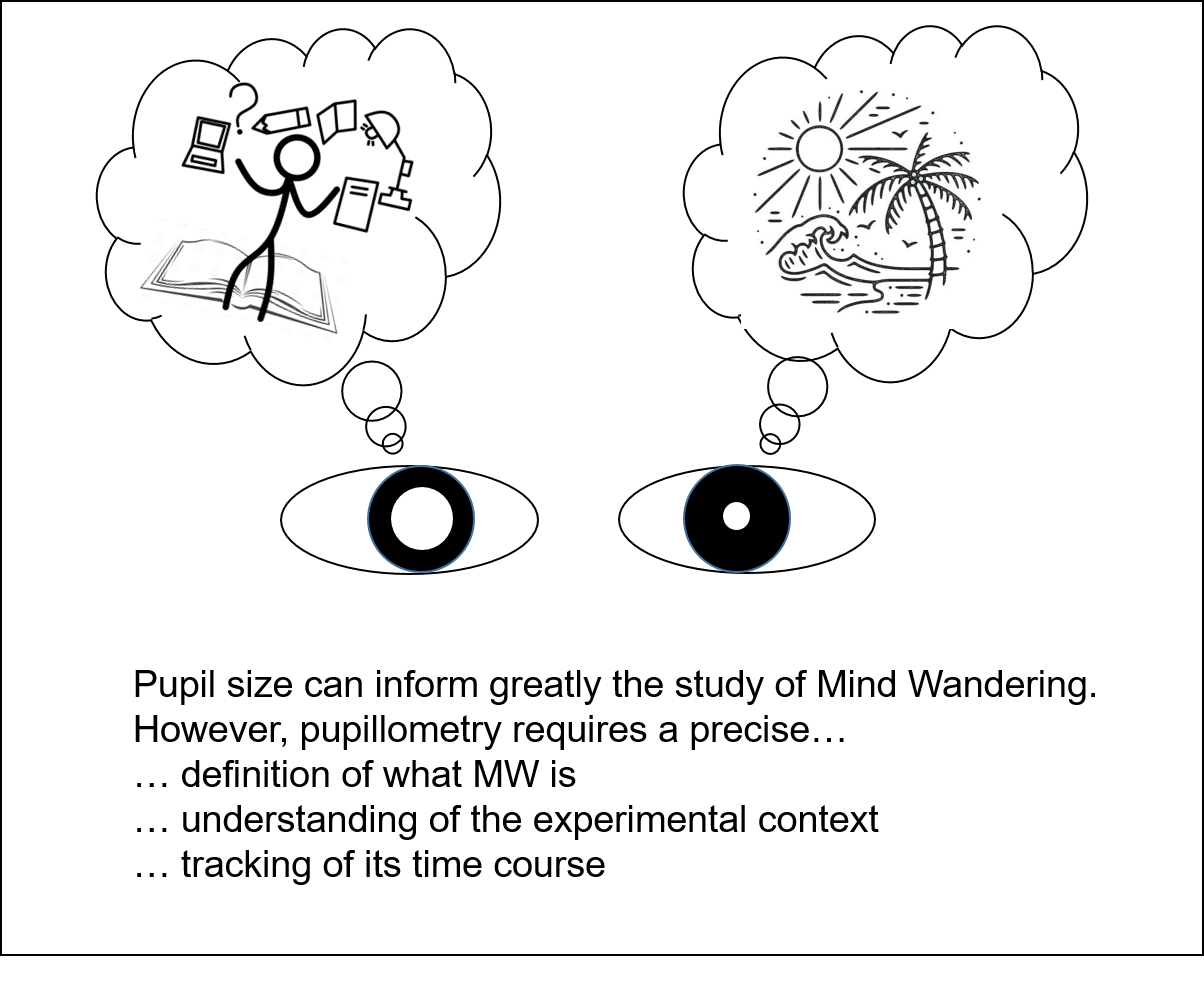 Pupil size can inform greatly the study of Mind Wandering.
However, pupillometry requires a precise…
… definition of what MW is
… understanding of the experimental context
… tracking of its time course